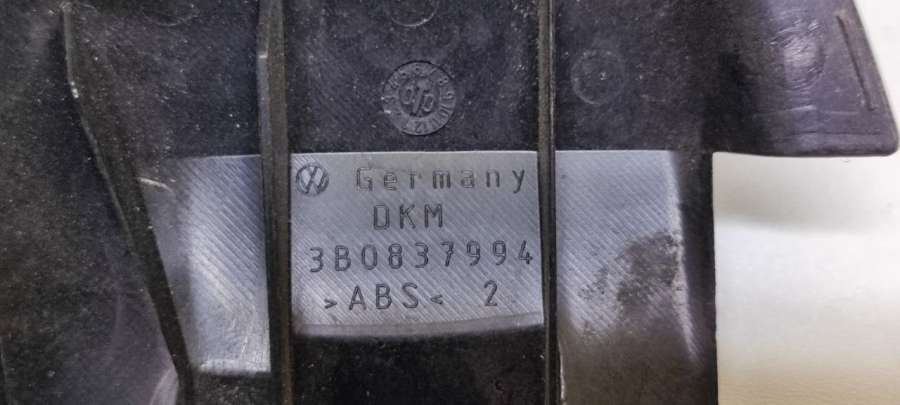 Germany
DKM
3B0837994
>ABS< 2